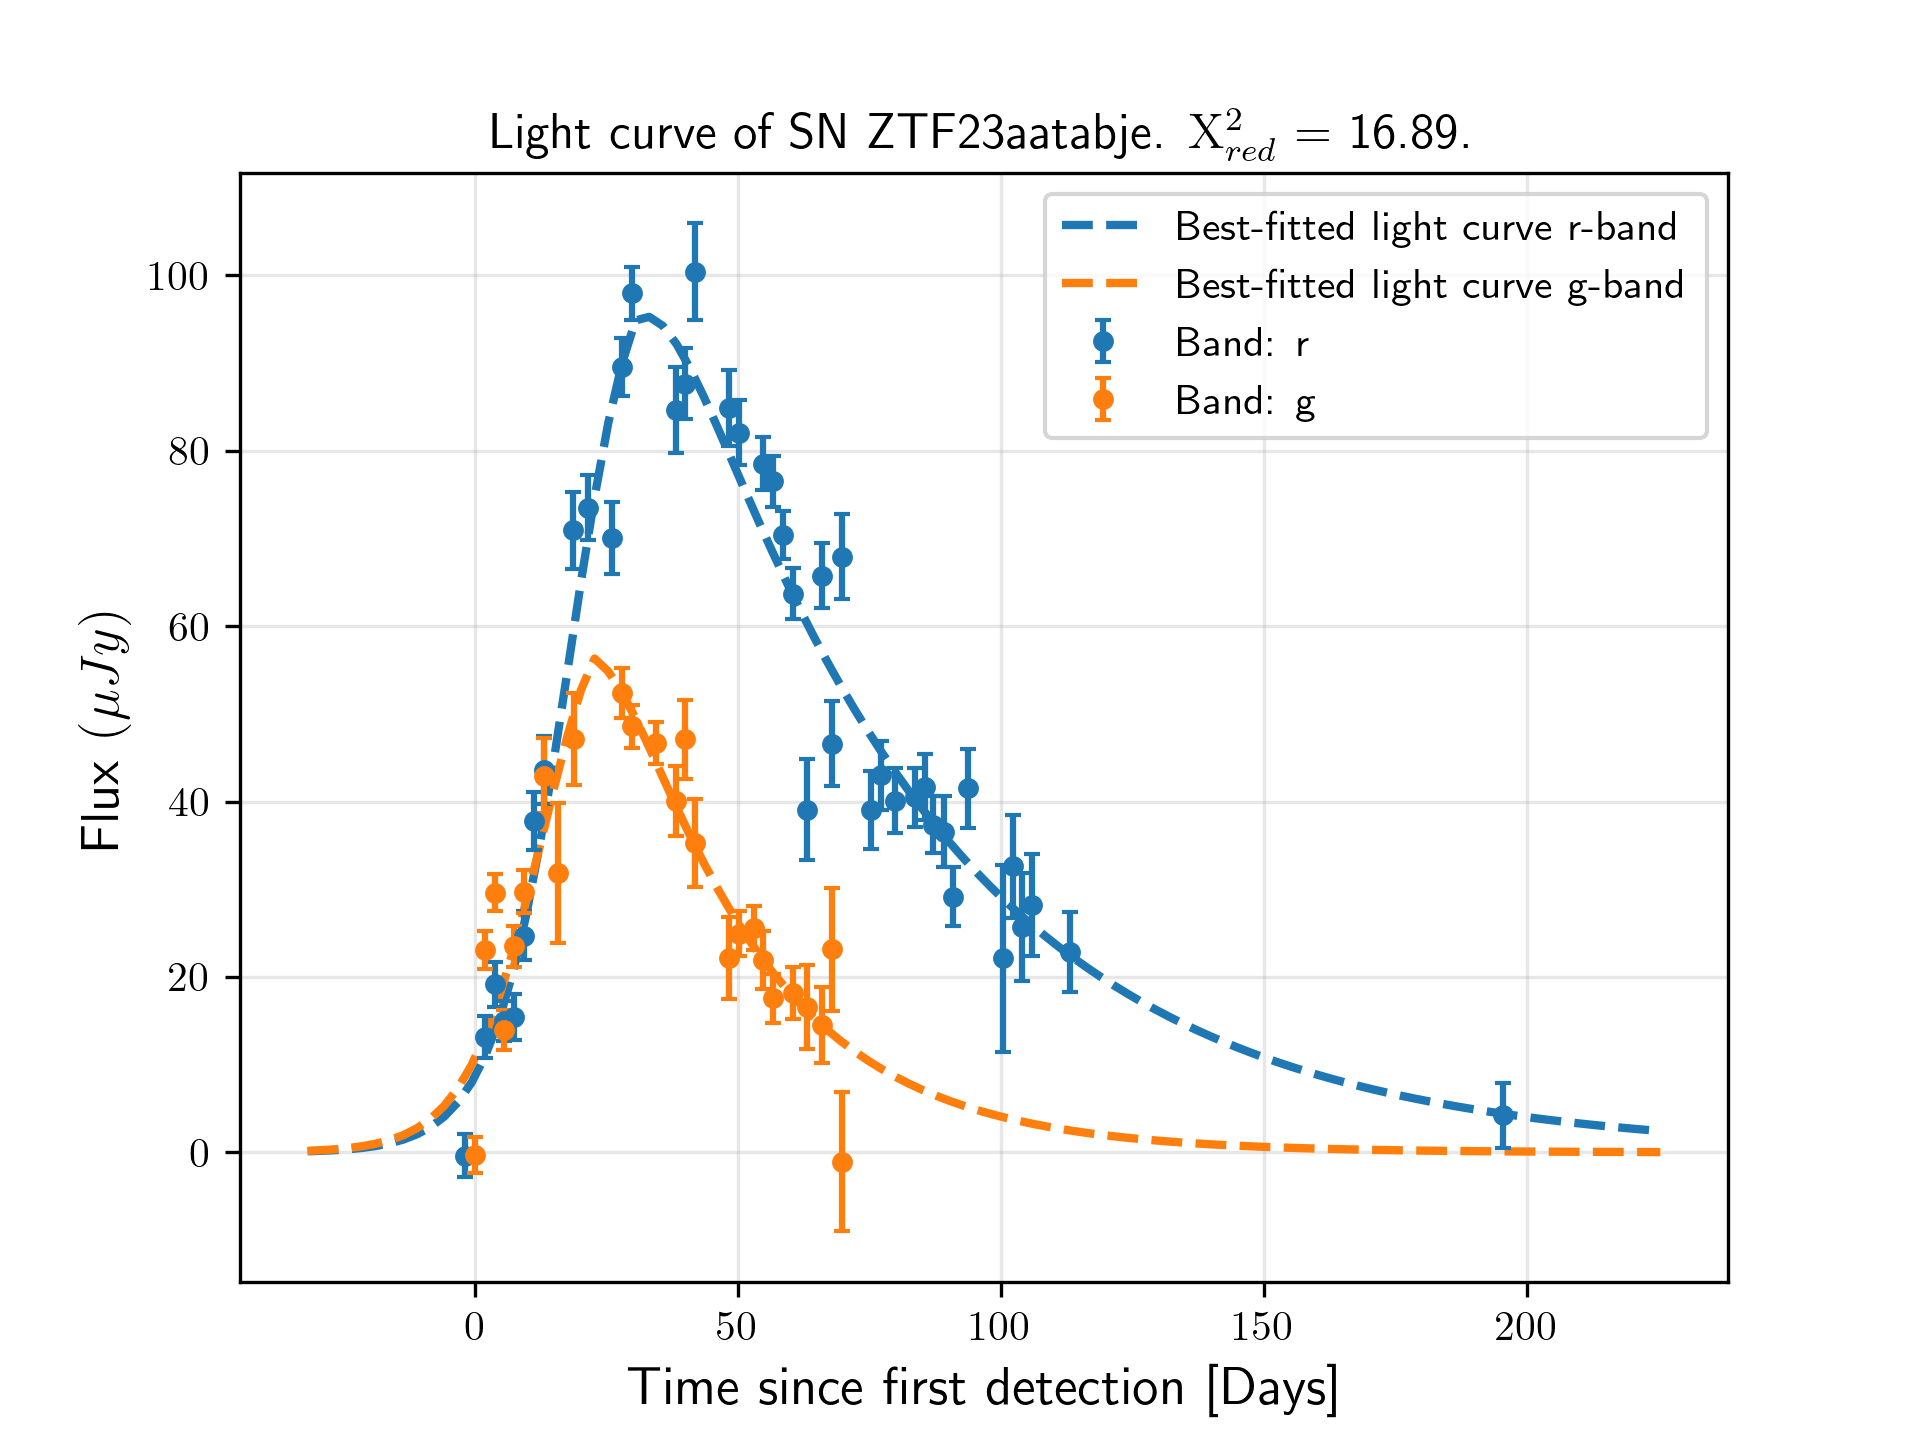 Light curve of SN ZTF23aatabje. X²_red = 16.89.
Best-fitted light curve r-band
Best-fitted light curve g-band
Band: r
Band: g
Flux (μJy)
100
80
60
40
20
0
0 50 100 150 200
Time since first detection [Days]